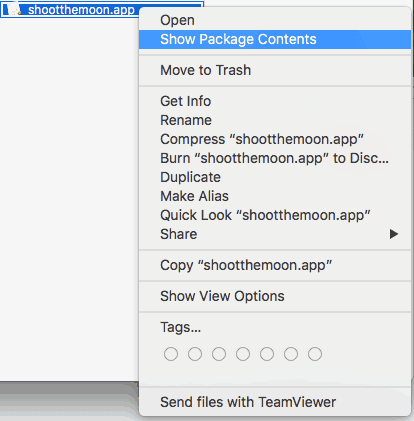 shootthemoon.app
Open
Show Package Contents
Move to Trash
Get Info
Rename
Compress “shootthemoon.app”
Burn “shootthemoon.app” to Disc...
Duplicate
Make Alias
Quick Look “shootthemoon.app”
Share
Copy “shootthemoon.app”
Show View Options
Tags...
Send files with TeamViewer